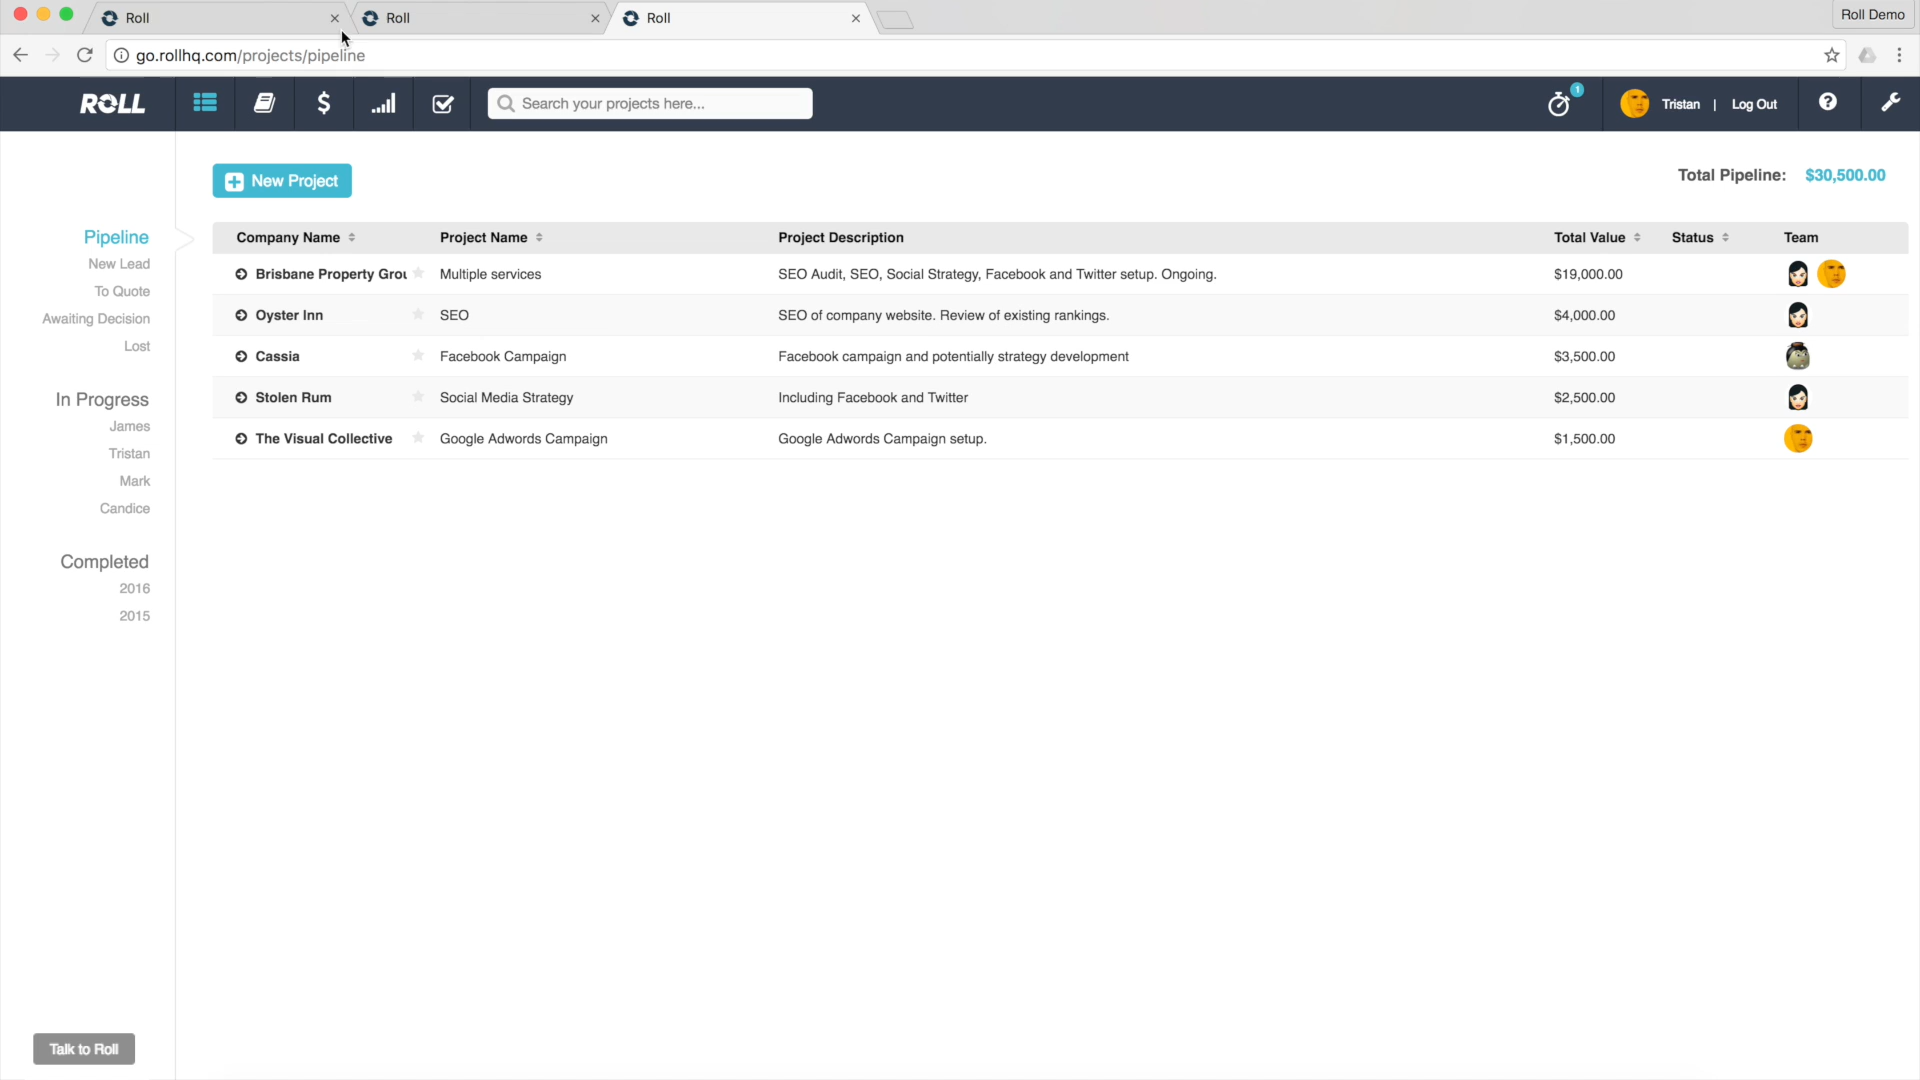 Roll
Roll
Roll
Roll Demo
go.rollhq.com/projects/pipeline
ROLL
Search your projects here...
1
Tristan | Log Out
New Project
Total Pipeline: $30,500.00
Company Name Project Name Project Description Total Value Status Team
Brisbane Property Grou Multiple services SEO Audit, SEO, Social Strategy, Facebook and Twitter setup. Ongoing. $19,000.00
Oyster Inn SEO SEO of company website. Review of existing rankings. $4,000.00
Cassia Facebook Campaign Facebook campaign and potentially strategy development $3,500.00
Stolen Rum Social Media Strategy Including Facebook and Twitter $2,500.00
The Visual Collective Google Adwords Campaign Google Adwords Campaign setup. $1,500.00
Pipeline
New Lead
To Quote
Awaiting Decision
Lost
In Progress
James
Tristan
Mark
Candice
Completed
2016
2015
Talk to Roll